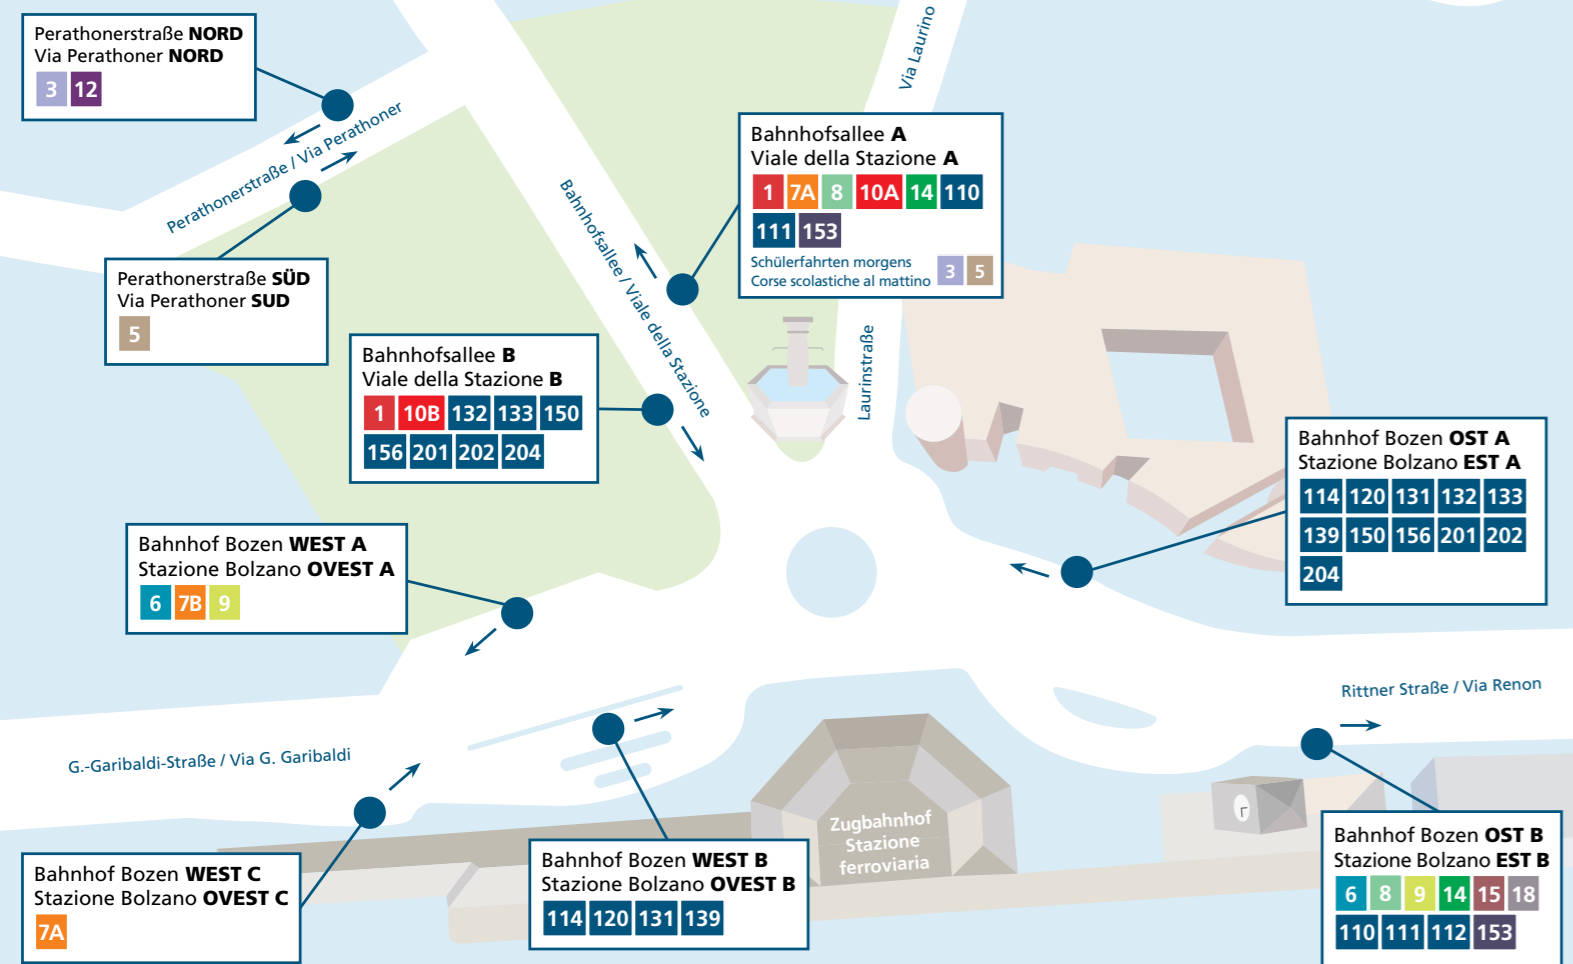 Perathonerstraße NORD
Via Perathoner NORD
3 12
Perathonerstraße / Via Perathoner
Perathonerstraße SÜD
Via Perathoner SUD
5
Via Laurino
Bahnhofsallee A
Viale della Stazione A
1 7A 8 10A 14 110
111 153
Schülerfahrten morgens
Corse scolastiche al mattino
3 5
Bahnhofsallee / Viale della Stazione
Laurinstraße
Bahnhofsallee B
Viale della Stazione B
1 10B 132 133 150
156 201 202 204
Bahnhof Bozen OST A
Stazione Bolzano EST A
114 120 131 132 133
139 150 156 201 202
204
Bahnhof Bozen WEST A
Stazione Bolzano OVEST A
6 7B 9
Rittner Straße / Via Renon
G.-Garibaldi-Straße / Via G. Garibaldi
Zugbahnhof
Stazione
ferroviaria
Bahnhof Bozen WEST C
Stazione Bolzano OVEST C
7A
Bahnhof Bozen WEST B
Stazione Bolzano OVEST B
114 120 131 139
Bahnhof Bozen OST B
Stazione Bolzano EST B
6 8 9 14 15 18
110 111 112 153